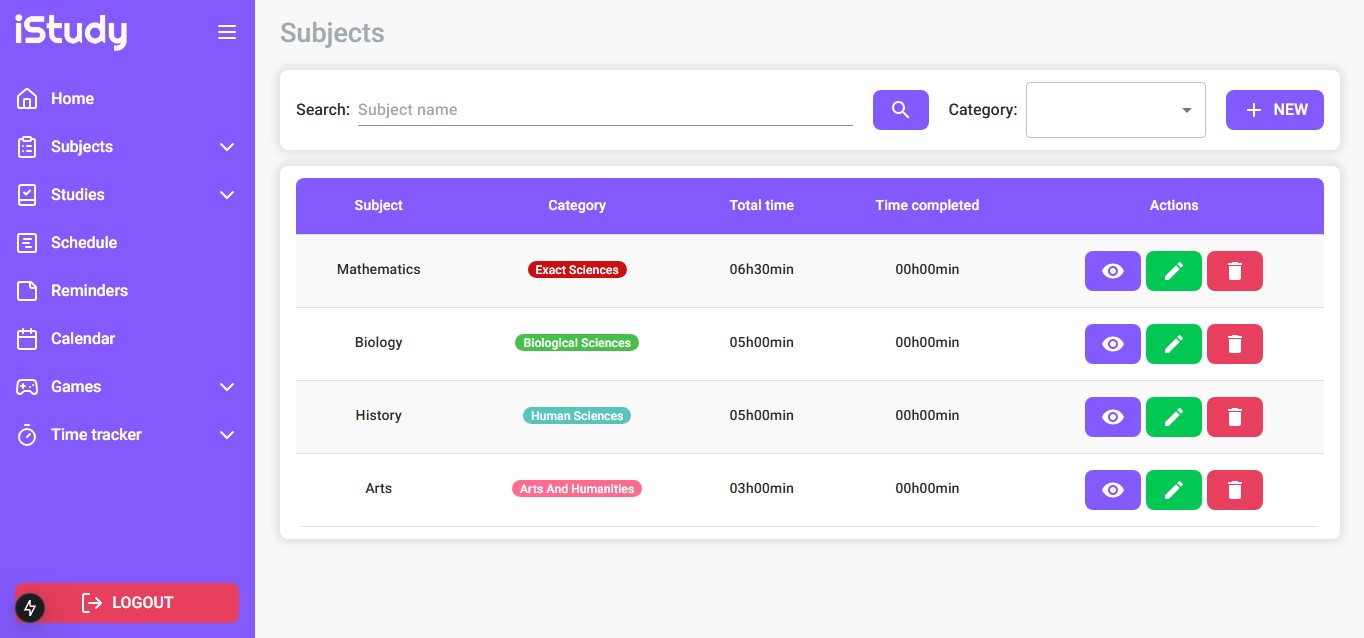 iStudy
Home
Subjects
Studies
Schedule
Reminders
Calendar
Games
Time tracker
LOGOUT
Subjects
Search: Subject name Category: NEW
Subject Category Total time Time completed Actions
Mathematics Exact Sciences 06h30min 00h00min
Biology Biological Sciences 05h00min 00h00min
History Human Sciences 05h00min 00h00min
Arts Arts And Humanities 03h00min 00h00min